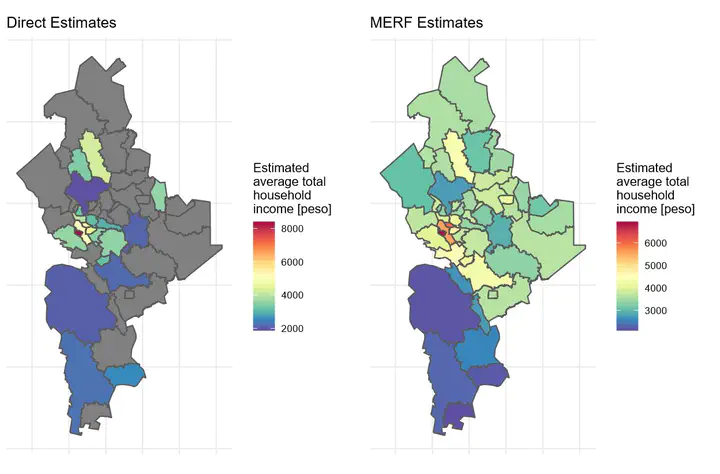 Direct Estimates
MERF Estimates
Estimated
average total
household
income [peso]
8000
6000
4000
2000
Estimated
average total
household
income [peso]
6000
5000
4000
3000